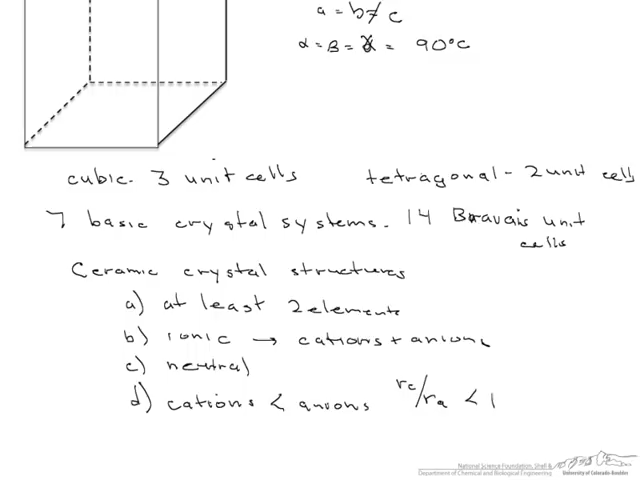 a = b ≠ c
α = β = γ = 90°C
cubic - 3 unit cells
tetragonal - 2 unit cells
7 basic crystal systems. 14 Bravais unit cells
Ceramic crystal structures
a) at least 2 elements
b) ionic → cations + anions
c) neutral
d) cations < anions rc/ra < 1
National Science Foundation, Shell &
Department of Chemical and Biological Engineering
University of Colorado Boulder